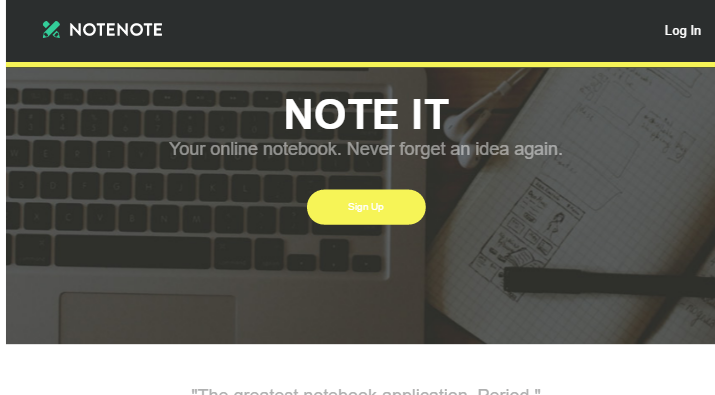 NOTENOTE
Log In
NOTE IT
Your online notebook. Never forget an idea again.
Sign Up
"The greatest notebook application. Period."